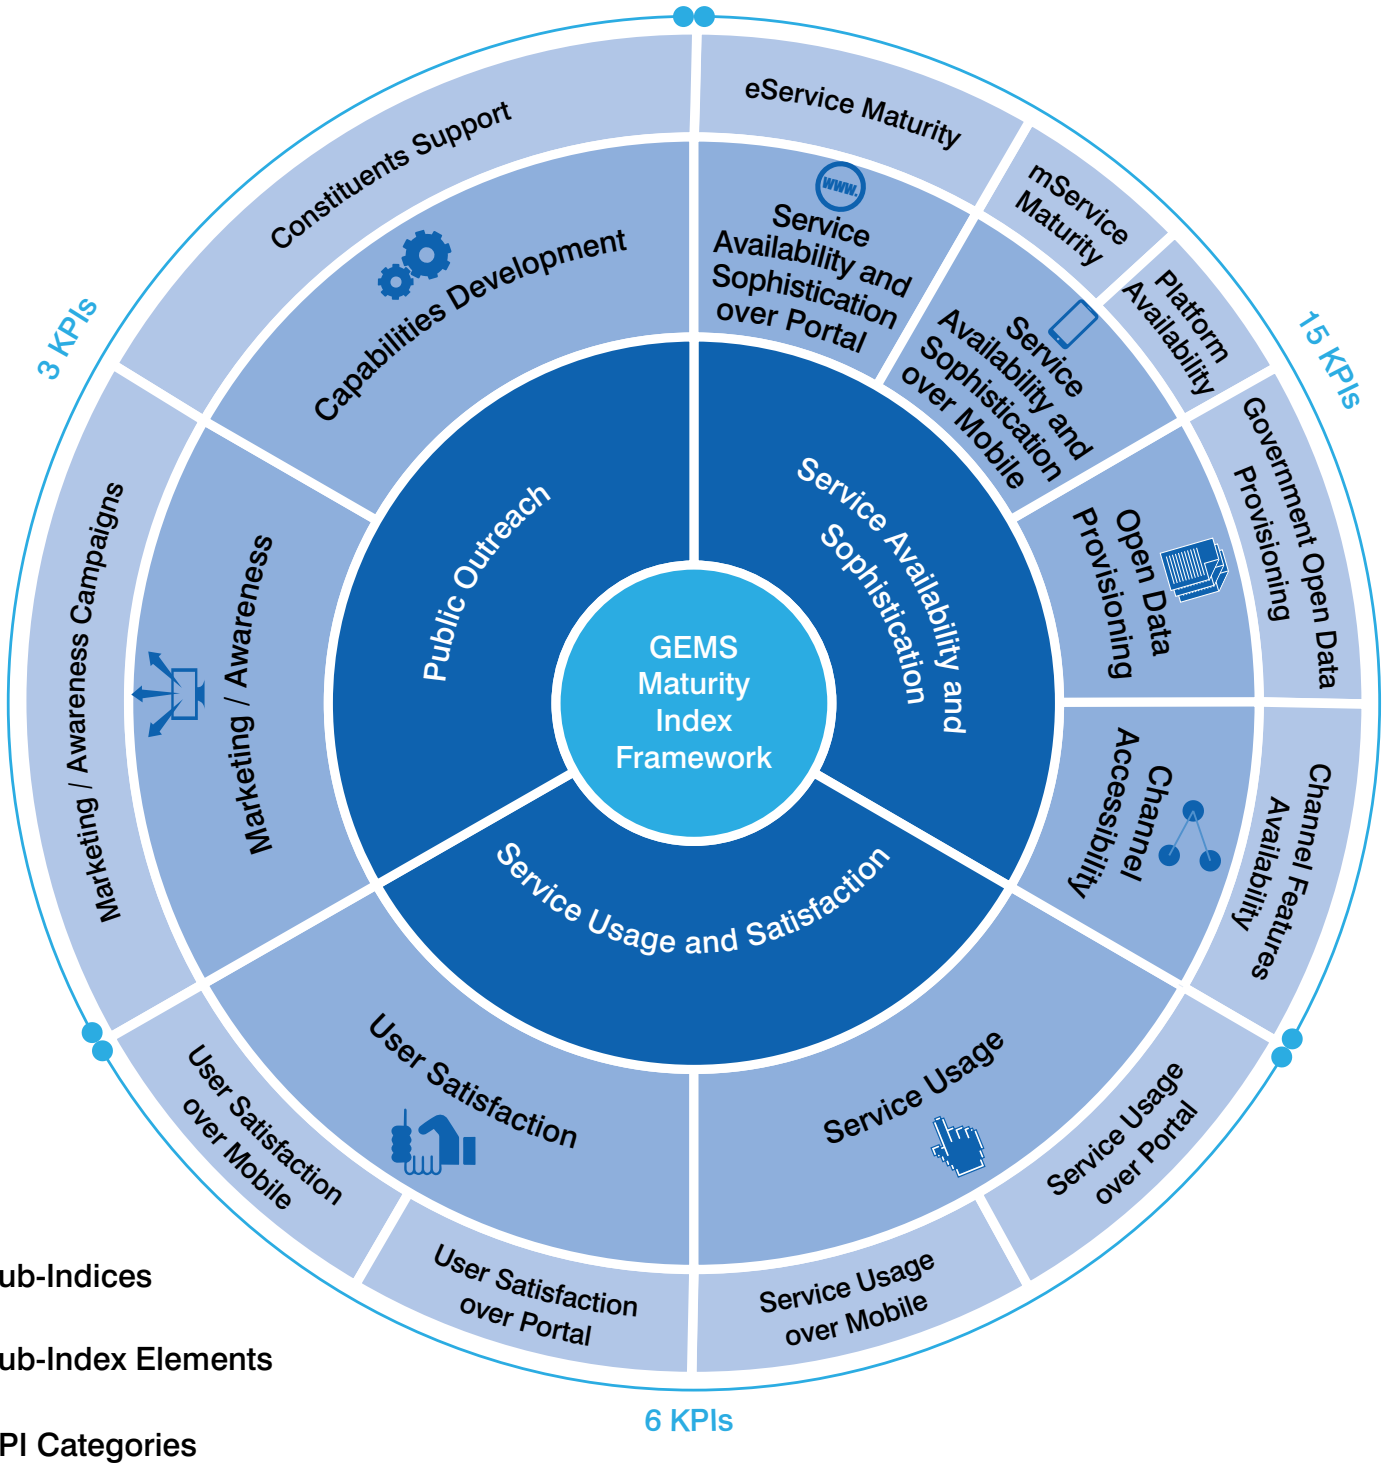 GEMS
Maturity
Index
Framework
Service Availability and
Sophistication
Service Usage and Satisfaction
Public Outreach
www.
Service
Availability and
Sophistication
over Portal
Service
Availability and
Sophistication
over Mobile
Open Data
Provisioning
Channel
Accessibility
Service Usage
User Satisfaction
Marketing / Awareness
Capabilities Development
eService Maturity
mService
Maturity
Platform
Availability
Government Open Data
Provisioning
Channel Features
Availability
Service Usage
over Portal
Service Usage
over Mobile
User Satisfaction
over Portal
User Satisfaction
over Mobile
Marketing / Awareness Campaigns
Constituents Support
15 KPIs
6 KPIs
3 KPIs
ub-Indices
ub-Index Elements
PI Categories